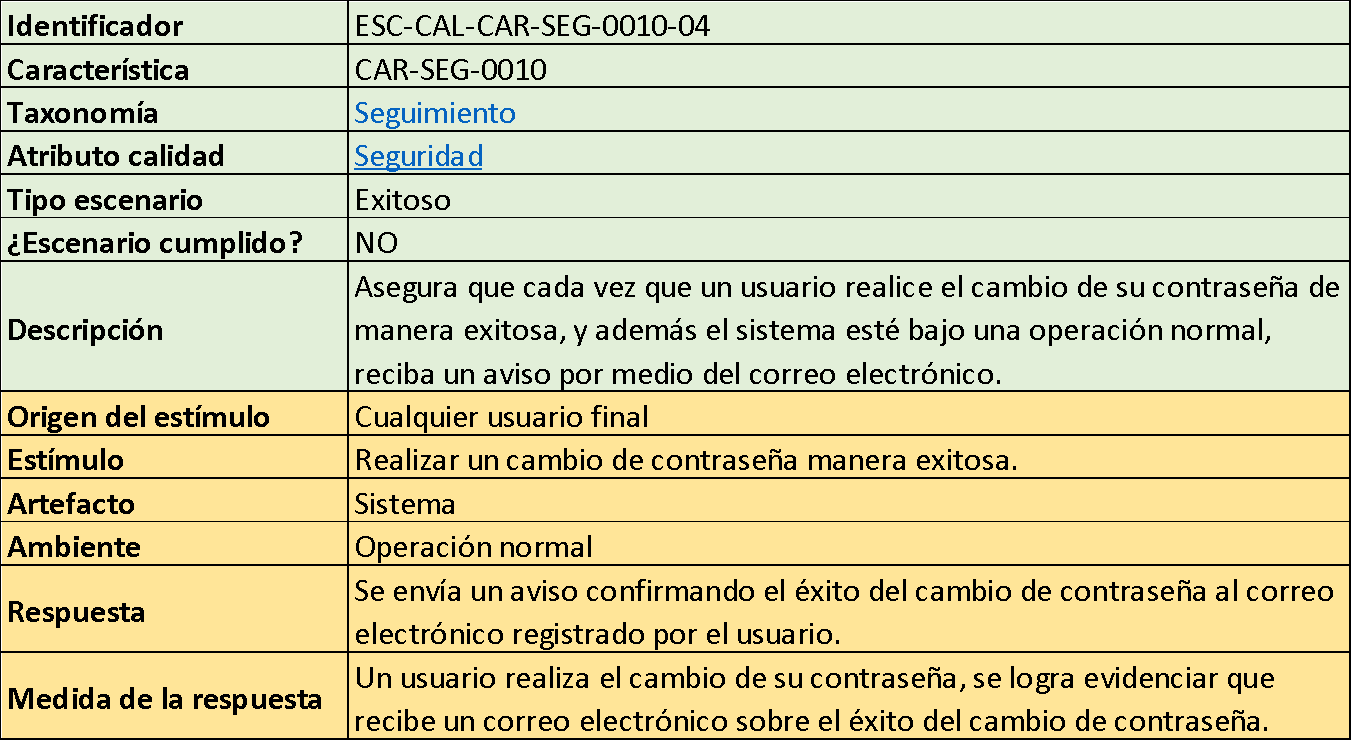 Identificador ESC-CAL-CAR-SEG-0010-04
Característica CAR-SEG-0010
Taxonomía Seguimiento
Atributo calidad Seguridad
Tipo escenario Exitoso
¿Escenario cumplido? NO
Descripción
Asegura que cada vez que un usuario realice el cambio de su contraseña de
manera exitosa, y además el sistema esté bajo una operación normal,
reciba un aviso por medio del correo electrónico.
Origen del estímulo Cualquier usuario final
Estímulo Realizar un cambio de contraseña manera exitosa.
Artefacto Sistema
Ambiente Operación normal
Respuesta
Se envía un aviso confirmando el éxito del cambio de contraseña al correo
electrónico registrado por el usuario.
Medida de la respuesta
Un usuario realiza el cambio de su contraseña, se logra evidenciar que
recibe un correo electrónico sobre el éxito del cambio de contraseña.